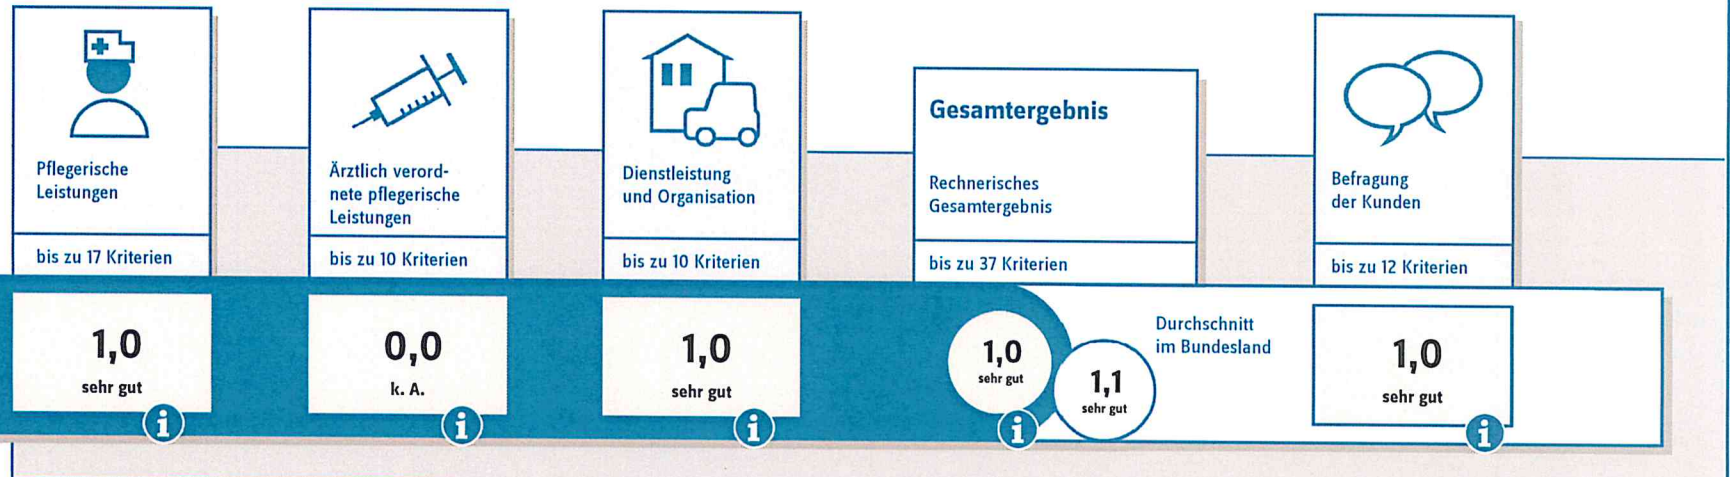 Pflegerische
Leistungen
bis zu 17 Kriterien
1,0
sehr gut
i
Ärztlich verord-
nete pflegerische
Leistungen
bis zu 10 Kriterien
0,0
k. A.
i
Dienstleistung
und Organisation
bis zu 10 Kriterien
1,0
sehr gut
i
Gesamtergebnis
Rechnerisches
Gesamtergebnis
bis zu 37 Kriterien
1,0
sehr gut
i
1,1
sehr gut
Durchschnitt
im Bundesland
Befragung
der Kunden
bis zu 12 Kriterien
1,0
sehr gut
i